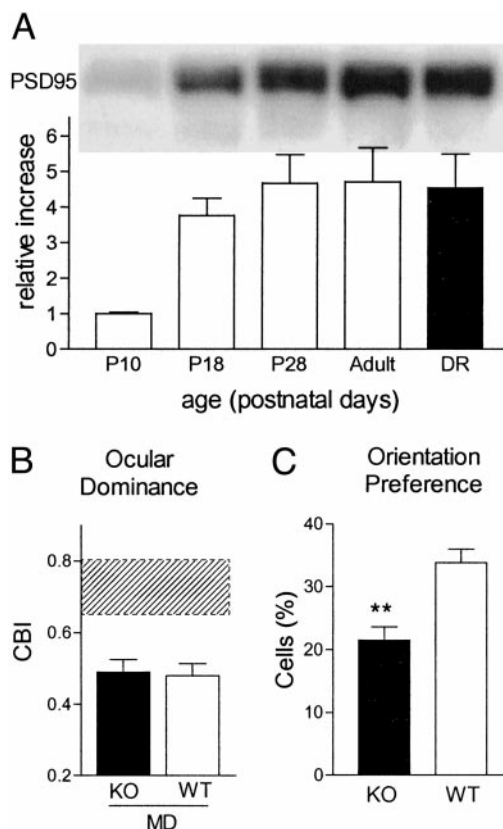 A
PSD95
relative increase
6
5
4
3
2
1
0
P10 P18 P28 Adult DR
age (postnatal days)
B
Ocular
Dominance
CBI
0.8
0.6
0.4
0.2
KO WT
MD
C
Orientation
Preference
Cells (%)
40
30
20
10
0
**
KO WT